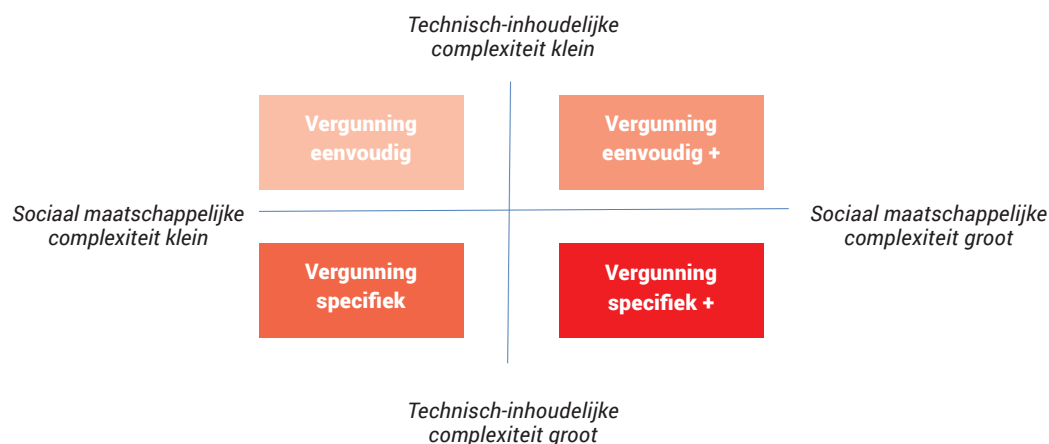 Technisch-inhoudelijke
complexiteit klein
Vergunning
eenvoudig
Vergunning
eenvoudig +
Sociaal maatschappelijke
complexiteit klein
Sociaal maatschappelijke
complexiteit groot
Vergunning
specifiek
Vergunning
specifiek +
Technisch-inhoudelijke
complexiteit groot